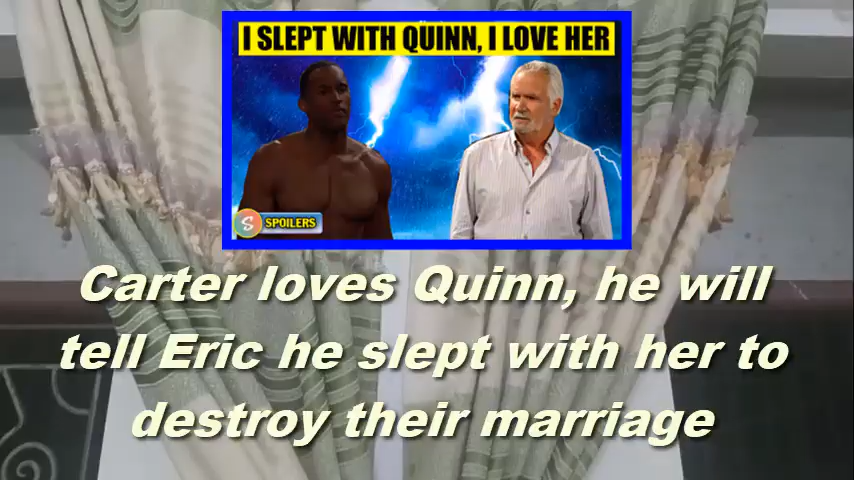 I SLEPT WITH QUINN, I LOVE HER
S SPOILERS
Carter loves Quinn, he will
tell Eric he slept with her to
destroy their marriage